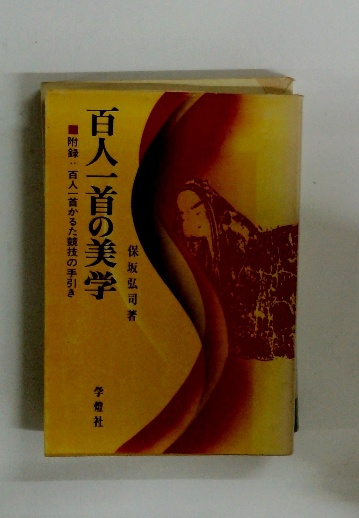 百人一首の美学
■附録：百人一首かるた競技の手引き
保坂弘司著
学燈社